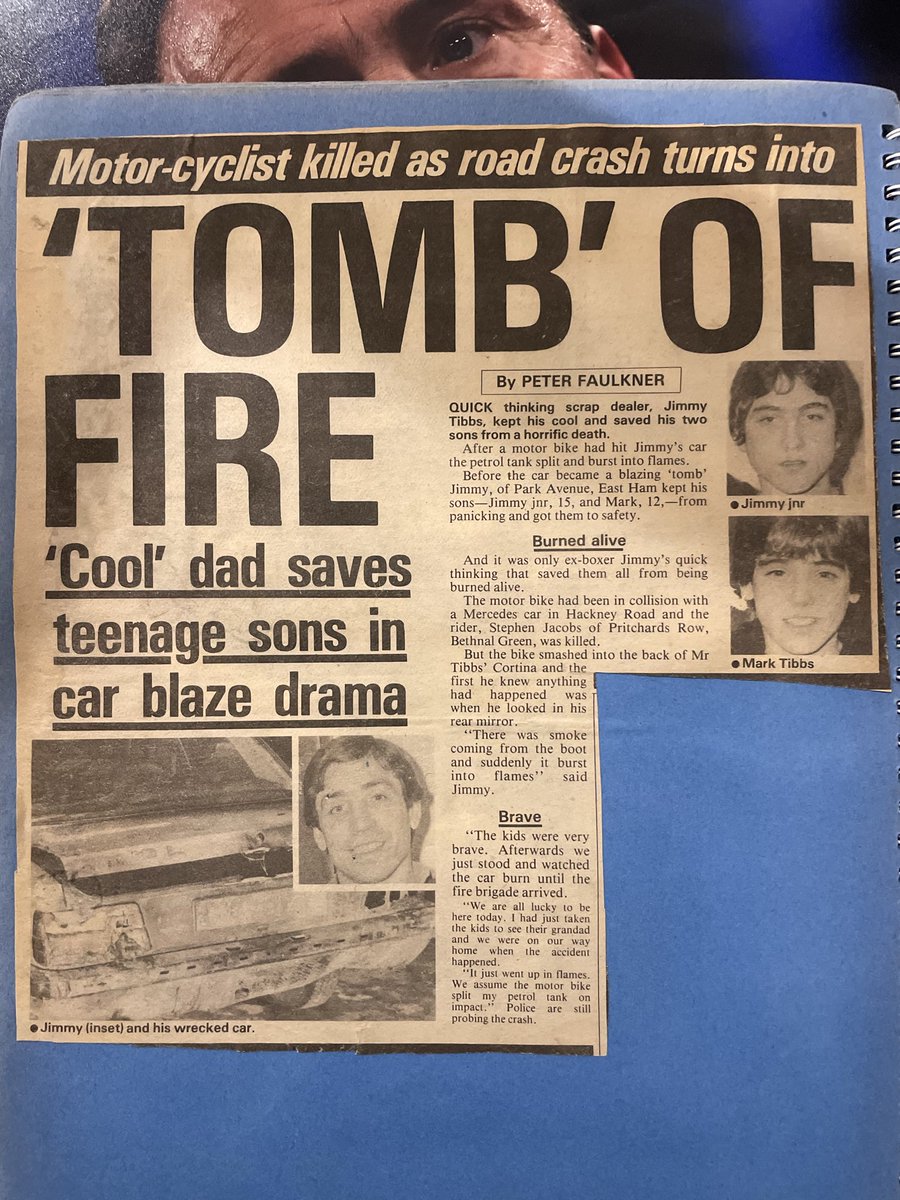 Motor-cyclist killed as road crash turns into
'TOMB' OF
FIRE
'Cool' dad saves
teenage sons in
car blaze drama
By PETER FAULKNER
QUICK thinking scrap dealer, Jimmy
Tibbs, kept his cool and saved his two
sons from a horrific death.
After a motor bike had hit Jimmy's car
the petrol tank split and burst into flames.
Before the car became a blazing 'tomb'
Jimmy, of Park Avenue, East Ham kept his
sons—Jimmy jnr, 15, and Mark, 12,—from
panicking and got them to safety.
Burned alive
And it was only ex-boxer Jimmy's quick
thinking that saved them all from being
burned alive.
The motor bike had been in collision with
a Mercedes car in Hackney Road and the
rider, Stephen Jacobs of Pritchards Row,
Bethnal Green, was killed.
But the bike smashed into the back of Mr
Tibbs' Cortina and the
first he knew anything
had happened was
when he looked in his
rear mirror.
"There was smoke
coming from the boot
and suddenly it burst
into flames" said
Jimmy.
Brave
"The kids were very
brave. Afterwards we
just stood and watched
the car burn until the
fire brigade arrived.
"We are all lucky to be
here today. I had just taken
the kids to see their grandad
and we were on our way
home when the accident
happened.
"It just went up in flames.
We assume the motor bike
split my petrol tank on
impact." Police are still
probing the crash.
● Jimmy jnr
● Mark Tibbs
● Jimmy (inset) and his wrecked car.